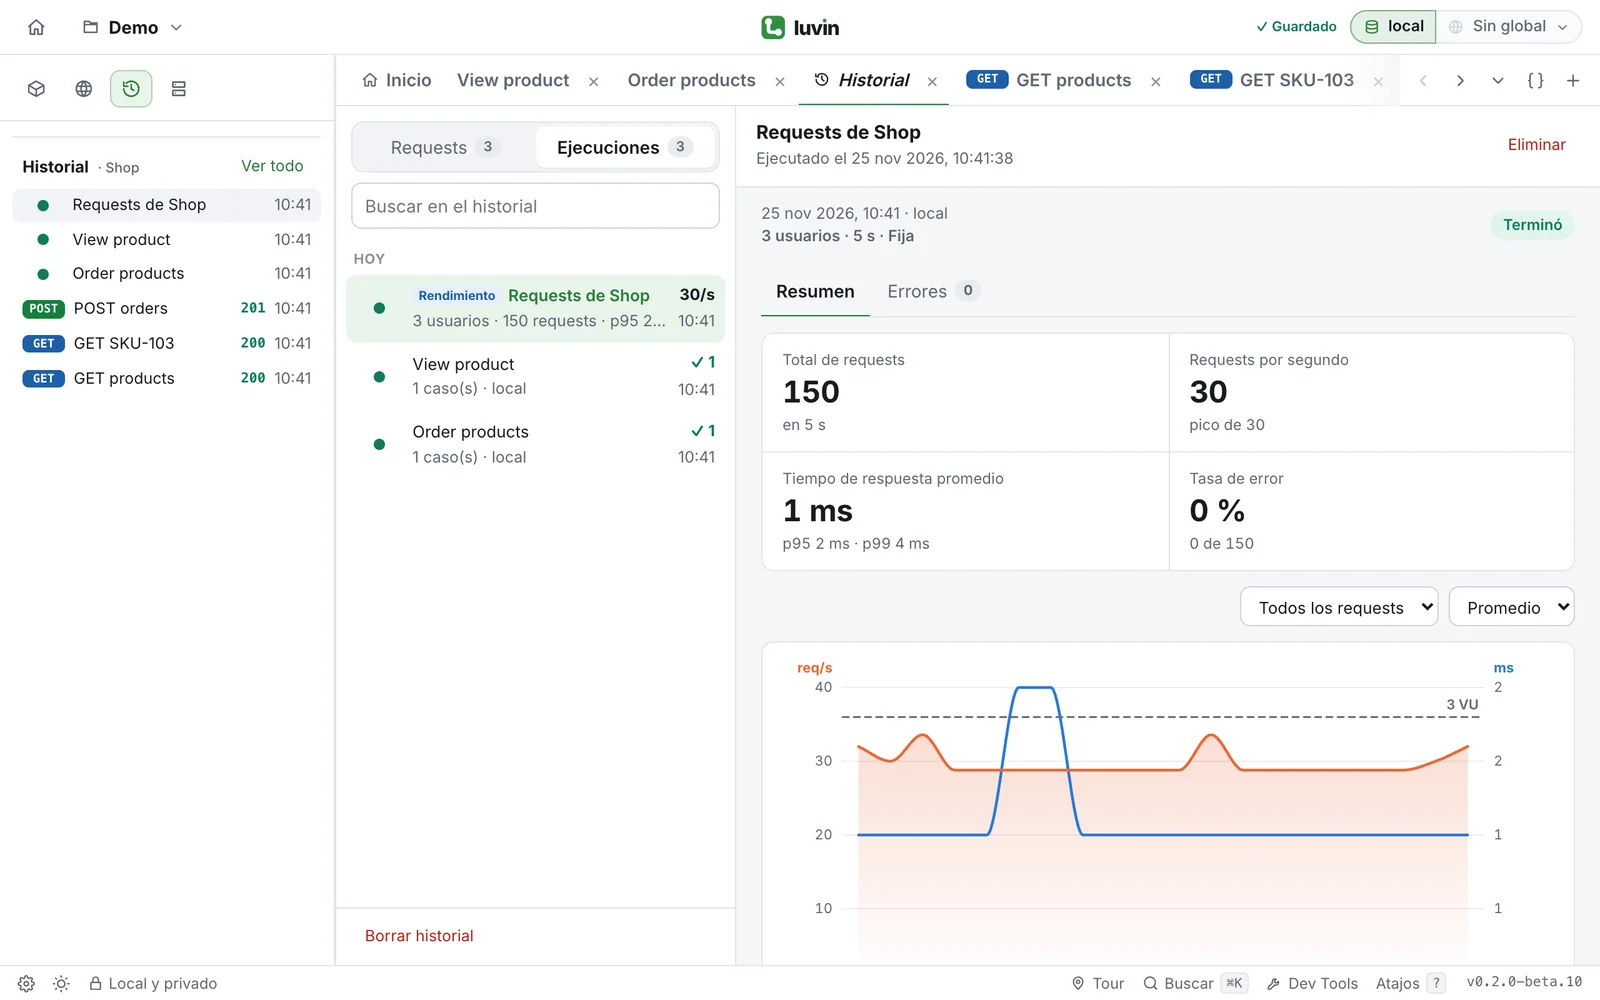 Demo
luvin
Guardado
local
Sin global
Inicio
View product
Order products
Historial
GET GET products
GET GET SKU-103
{ }
Historial · Shop
Ver todo
Requests de Shop 10:41
View product 10:41
Order products 10:41
POST POST orders 201 10:41
GET GET SKU-103 200 10:41
GET GET products 200 10:41
Requests 3
Ejecuciones 3
Buscar en el historial
HOY
Rendimiento Requests de Shop 30/s
3 usuarios · 150 requests · p95 2... 10:41
View product 1
1 caso(s) · local 10:41
Order products 1
1 caso(s) · local 10:41
Borrar historial
Requests de Shop
Ejecutado el 25 nov 2026, 10:41:38
Eliminar
25 nov 2026, 10:41 · local
3 usuarios · 5 s · Fija
Terminó
Resumen
Errores 0
Total de requests
150
en 5 s
Requests por segundo
30
pico de 30
Tiempo de respuesta promedio
1 ms
p95 2 ms · p99 4 ms
Tasa de error
0 %
0 de 150
Todos los requests
Promedio
req/s
ms
40
2
3 VU
30
2
20
1
10
1
Local y privado
Tour
Buscar ⌘K
Dev Tools
Atajos ?
v0.2.0-beta.10